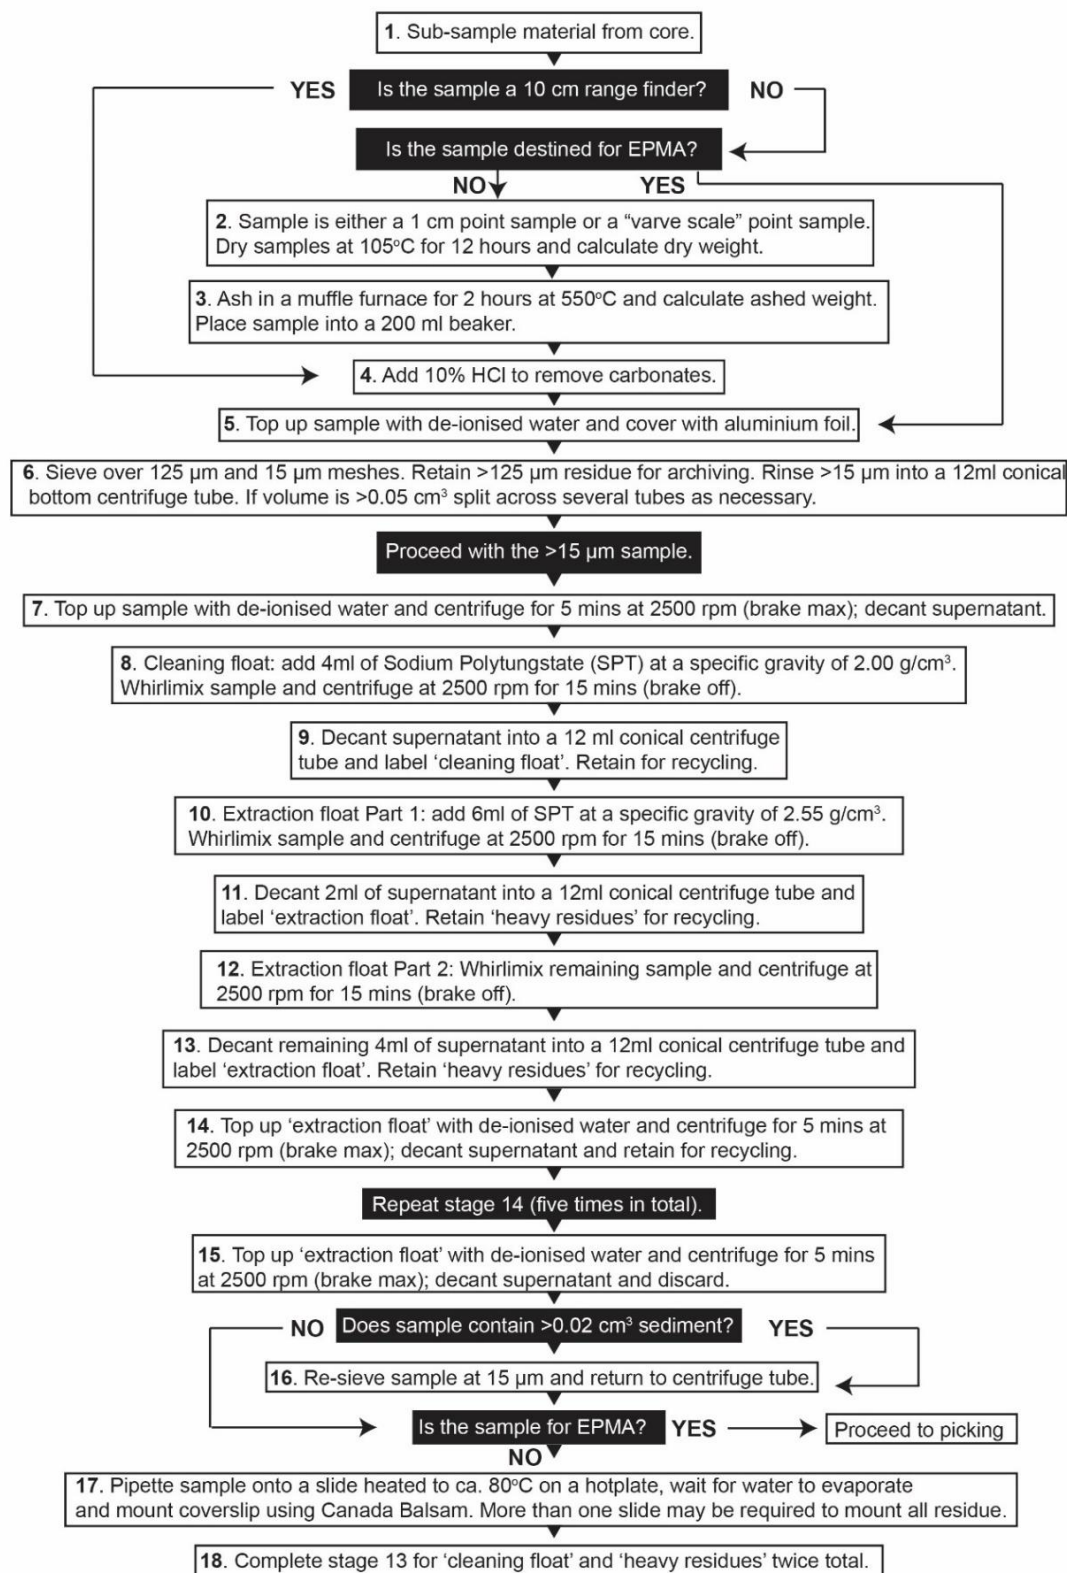 1. Sub-sample material from core.
YES
Is the sample a 10 cm range finder?
NO
Is the sample destined for EPMA?
NO
YES
2. Sample is either a 1 cm point sample or a “varve scale” point sample.
Dry samples at 105°C for 12 hours and calculate dry weight.
3. Ash in a muffle furnace for 2 hours at 550°C and calculate ashed weight.
Place sample into a 200 ml beaker.
4. Add 10% HCl to remove carbonates.
5. Top up sample with de-ionised water and cover with aluminium foil.
6. Sieve over 125 µm and 15 µm meshes. Retain >125 µm residue for archiving. Rinse >15 µm into a 12ml conical
bottom centrifuge tube. If volume is >0.05 cm³ split across several tubes as necessary.
Proceed with the >15 µm sample.
7. Top up sample with de-ionised water and centrifuge for 5 mins at 2500 rpm (brake max); decant supernatant.
8. Cleaning float: add 4ml of Sodium Polytungstate (SPT) at a specific gravity of 2.00 g/cm³.
Whirlimix sample and centrifuge at 2500 rpm for 15 mins (brake off).
9. Decant supernatant into a 12 ml conical centrifuge
tube and label ‘cleaning float’. Retain for recycling.
10. Extraction float Part 1: add 6ml of SPT at a specific gravity of 2.55 g/cm³.
Whirlimix sample and centrifuge at 2500 rpm for 15 mins (brake off).
11. Decant 2ml of supernatant into a 12ml conical centrifuge tube and
label ‘extraction float’. Retain ‘heavy residues’ for recycling.
12. Extraction float Part 2: Whirlimix remaining sample and centrifuge at
2500 rpm for 15 mins (brake off).
13. Decant remaining 4ml of supernatant into a 12ml conical centrifuge tube and
label ‘extraction float’. Retain ‘heavy residues’ for recycling.
14. Top up ‘extraction float’ with de-ionised water and centrifuge for 5 mins at
2500 rpm (brake max); decant supernatant and retain for recycling.
Repeat stage 14 (five times in total).
15. Top up ‘extraction float’ with de-ionised water and centrifuge for 5 mins
at 2500 rpm (brake max); decant supernatant and discard.
NO
Does sample contain >0.02 cm³ sediment?
YES
16. Re-sieve sample at 15 µm and return to centrifuge tube.
Is the sample for EPMA?
YES
Proceed to picking
NO
17. Pipette sample onto a slide heated to ca. 80°C on a hotplate, wait for water to evaporate
and mount coverslip using Canada Balsam. More than one slide may be required to mount all residue.
18. Complete stage 13 for ‘cleaning float’ and ‘heavy residues’ twice total.